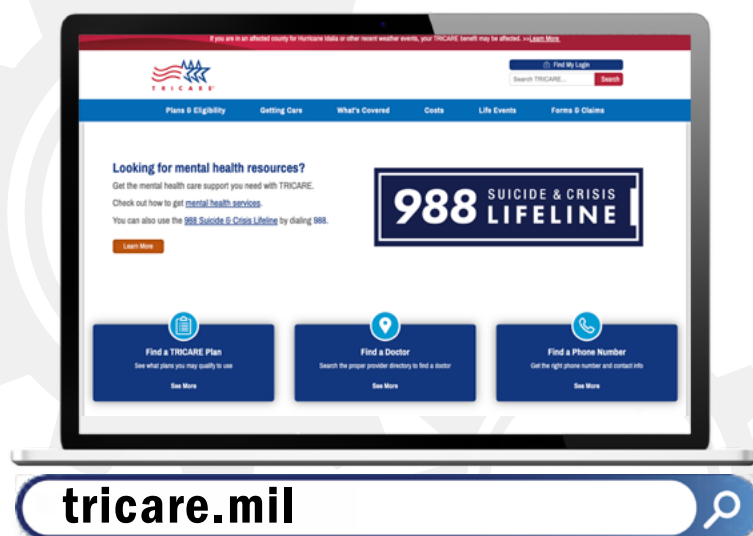 If you are in an affected county for Hurricane Idalia or other recent weather events, your TRICARE benefit may be affected. >>Learn More.
TRICARE
Find My Login
Search TRICARE... Search
Plans & Eligibility Getting Care What's Covered Costs Life Events Forms & Claims
Looking for mental health resources?
Get the mental health care support you need with TRICARE.
Check out how to get mental health services.
You can also use the 988 Suicide & Crisis Lifeline by dialing 988.
Learn More
988 SUICIDE & CRISIS
LIFELINE
Find a TRICARE Plan
See what plans you may qualify to use
See More
Find a Doctor
Search the proper provider directory to find a doctor
See More
Find a Phone Number
Get the right phone number and contact info
See More
tricare.mil